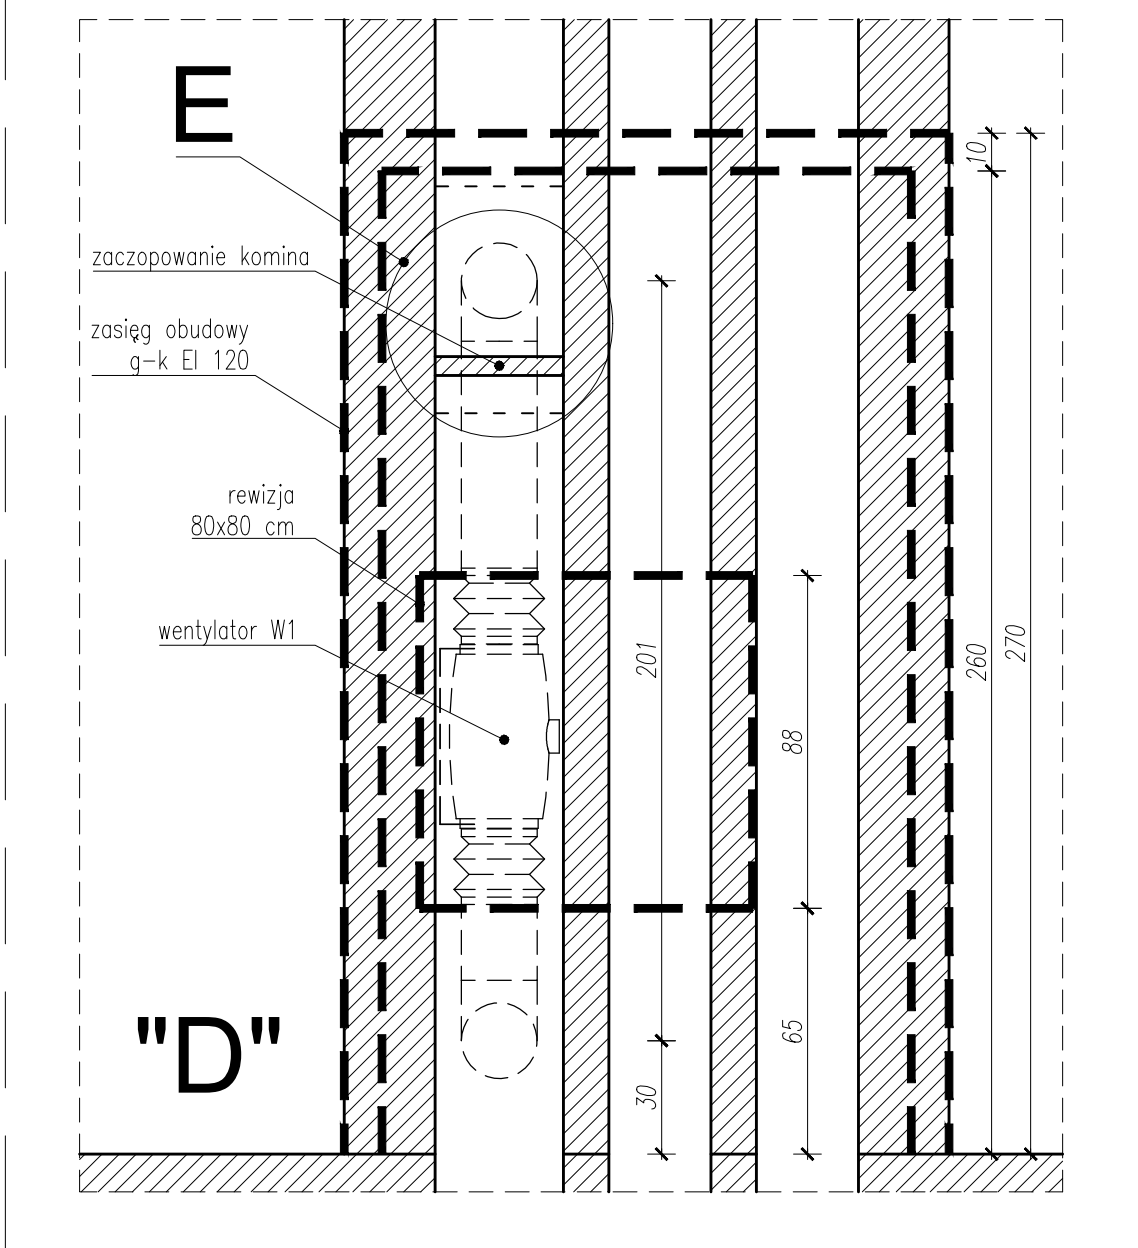 E
zaczopowanie komina
zasięg obudowy
g-k EI 120
rewizja
80x80 cm
wentylator W1
"D"
10
201
260
270
88
65
30